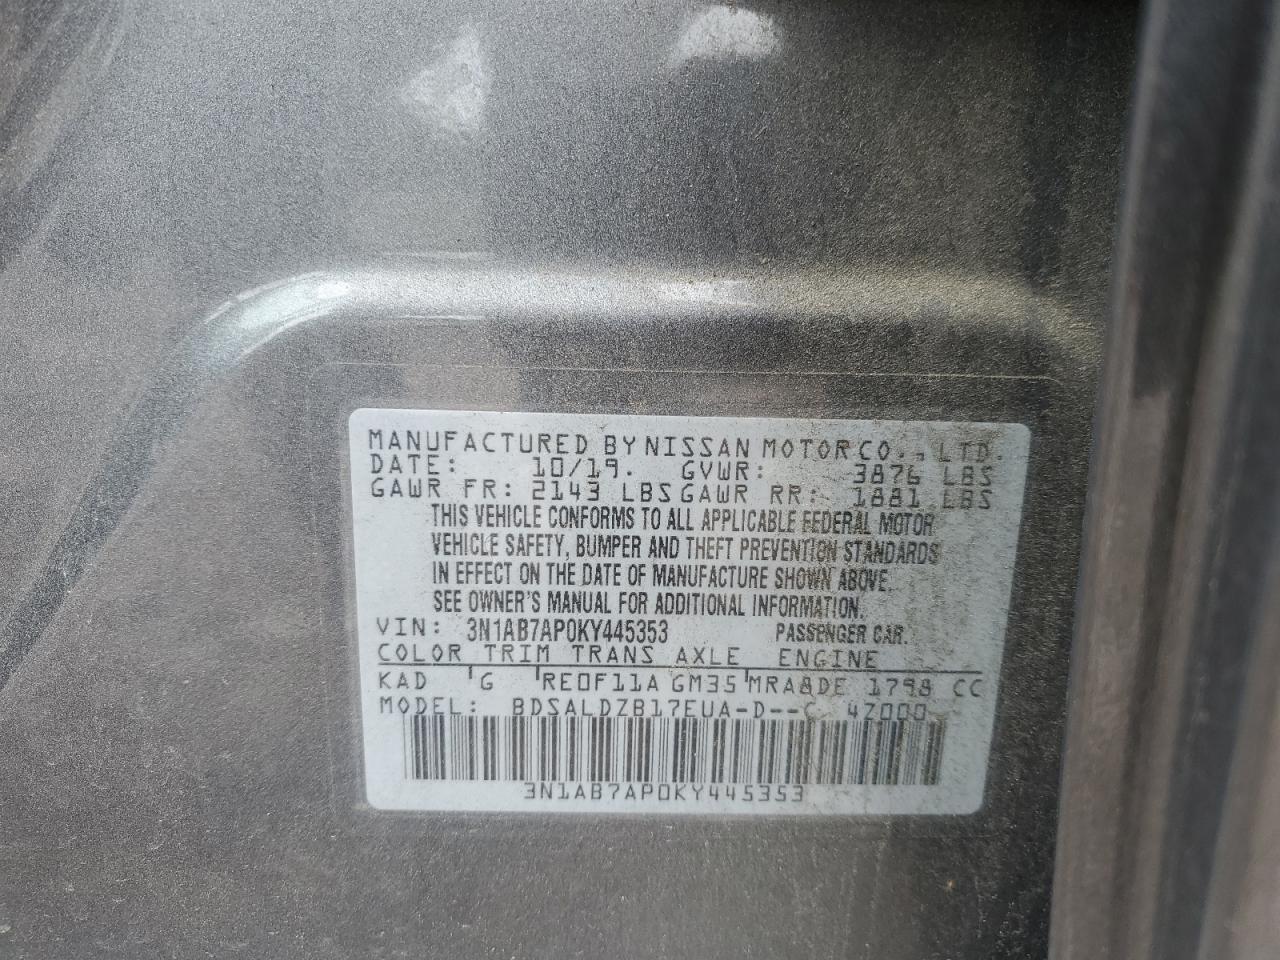 MANUFACTURED BY NISSAN MOTOR CO., LTD.
DATE: 10/19. GVWR: 3876 LBS
GAWR FR: 2143 LBS GAWR RR: 1881 LBS
THIS VEHICLE CONFORMS TO ALL APPLICABLE FEDERAL MOTOR
VEHICLE SAFETY, BUMPER AND THEFT PREVENTION STANDARDS
IN EFFECT ON THE DATE OF MANUFACTURE SHOWN ABOVE.
SEE OWNER'S MANUAL FOR ADDITIONAL INFORMATION.
VIN: 3N1AB7AP0KY445353 PASSENGER CAR.
COLOR TRIM TRANS AXLE ENGINE
KAD G RE0F11A GM35 MRA8DE 1798 CC
MODEL: BDSALDZB17EUA-D--C 4Z000
3N1AB7AP0KY445353